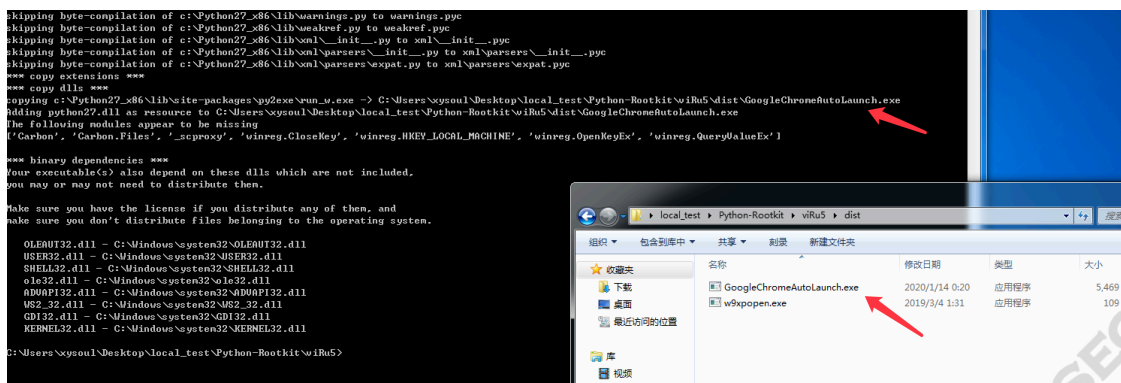 skipping byte-compilation of c:\Python27_x86\lib\warnings.py to warnings.pyc
skipping byte-compilation of c:\Python27_x86\lib\weakref.py to weakref.pyc
skipping byte-compilation of c:\Python27_x86\lib\xml\__init__.py to xml\__init__.pyc
skipping byte-compilation of c:\Python27_x86\lib\xml\parsers\__init__.py to xml\parsers\__init__.pyc
skipping byte-compilation of c:\Python27_x86\lib\xml\parsers\expat.py to xml\parsers\expat.pyc
*** copy extensions ***
*** copy dlls ***
copying c:\Python27_x86\lib\site-packages\py2exe\run_w.exe -> C:\Users\xysoul\Desktop\local_test\Python-Rootkit\viRu5\dist\GoogleChromeAutoLaunch.exe
Adding python27.dll as resource to C:\Users\xysoul\Desktop\local_test\Python-Rootkit\viRu5\dist\GoogleChromeAutoLaunch.exe
The following modules appear to be missing
['Carbon', 'Carbon.Files', '_scproxy', 'winreg.CloseKey', 'winreg.HKEY_LOCAL_MACHINE', 'winreg.OpenKeyEx', 'winreg.QueryValueEx']
*** binary dependencies ***
Your executable(s) also depend on these dlls which are not included,
you may or may not need to distribute them.
Make sure you have the license if you distribute any of them, and
make sure you don't distribute files belonging to the operating system.
OLEAUT32.dll - C:\Windows\system32\OLEAUT32.dll
USER32.dll - C:\Windows\system32\USER32.dll
SHELL32.dll - C:\Windows\system32\SHELL32.dll
ole32.dll - C:\Windows\system32\ole32.dll
ADVAPI32.dll - C:\Windows\system32\ADVAPI32.dll
WS2_32.dll - C:\Windows\system32\WS2_32.dll
GDI32.dll - C:\Windows\system32\GDI32.dll
KERNEL32.dll - C:\Windows\system32\KERNEL32.dll
C:\Users\xysoul\Desktop\local_test\Python-Rootkit\viRu5>
local_test ▸ Python-Rootkit ▸ viRu5 ▸ dist
组织 包含到库中 共享 刻录 新建文件夹
收藏夹
下载
桌面
最近访问的位置
库
视频
名称 修改日期 类型 大小
GoogleChromeAutoLaunch.exe 2020/1/14 0:20 应用程序 5,469
w9xpopen.exe 2019/3/4 1:31 应用程序 109